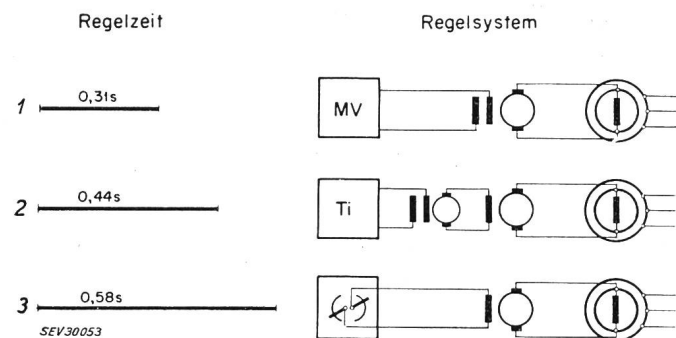 Regelzeit
Regelsystem
1
0,31s
MV
2
0,44s
Ti
3
0,58s
SEV30053